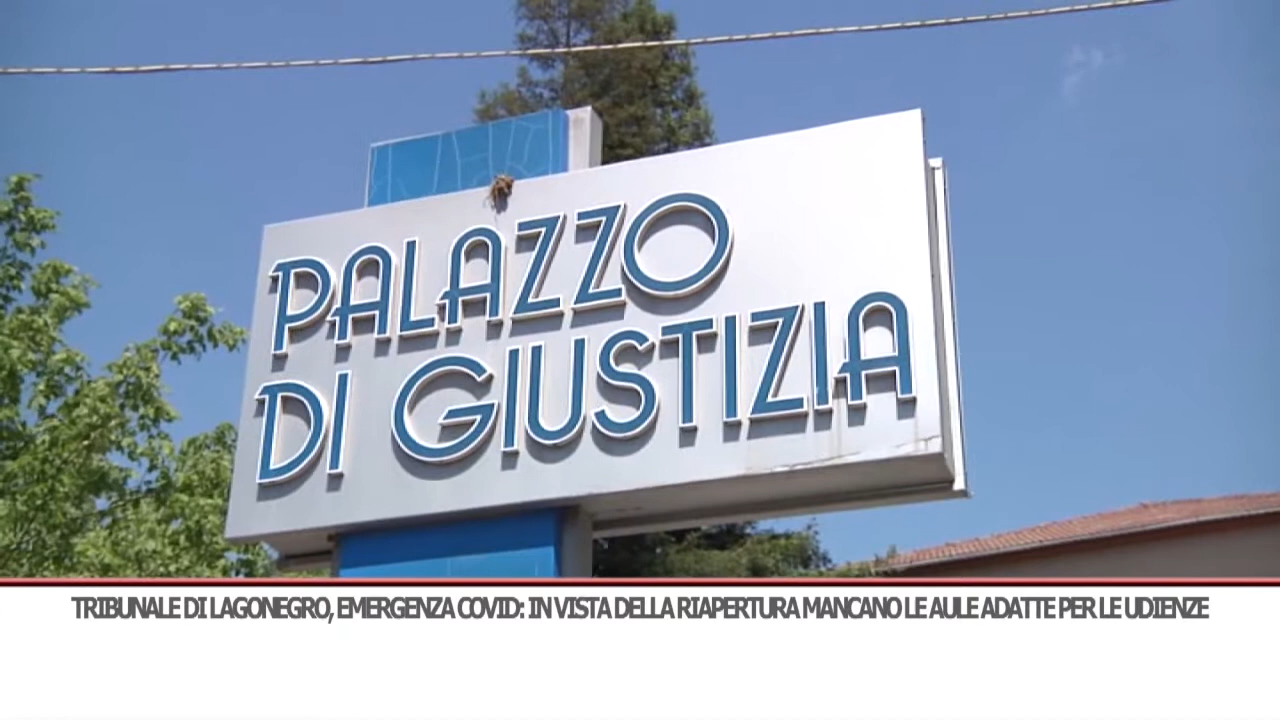 PALAZZO
DI GIUSTIZIA
TRIBUNALE DI LAGONEGRO, EMERGENZA COVID: IN VISTA DELLA RIAPERTURA MANCANO LE AULE ADATTE PER LE UDIENZE